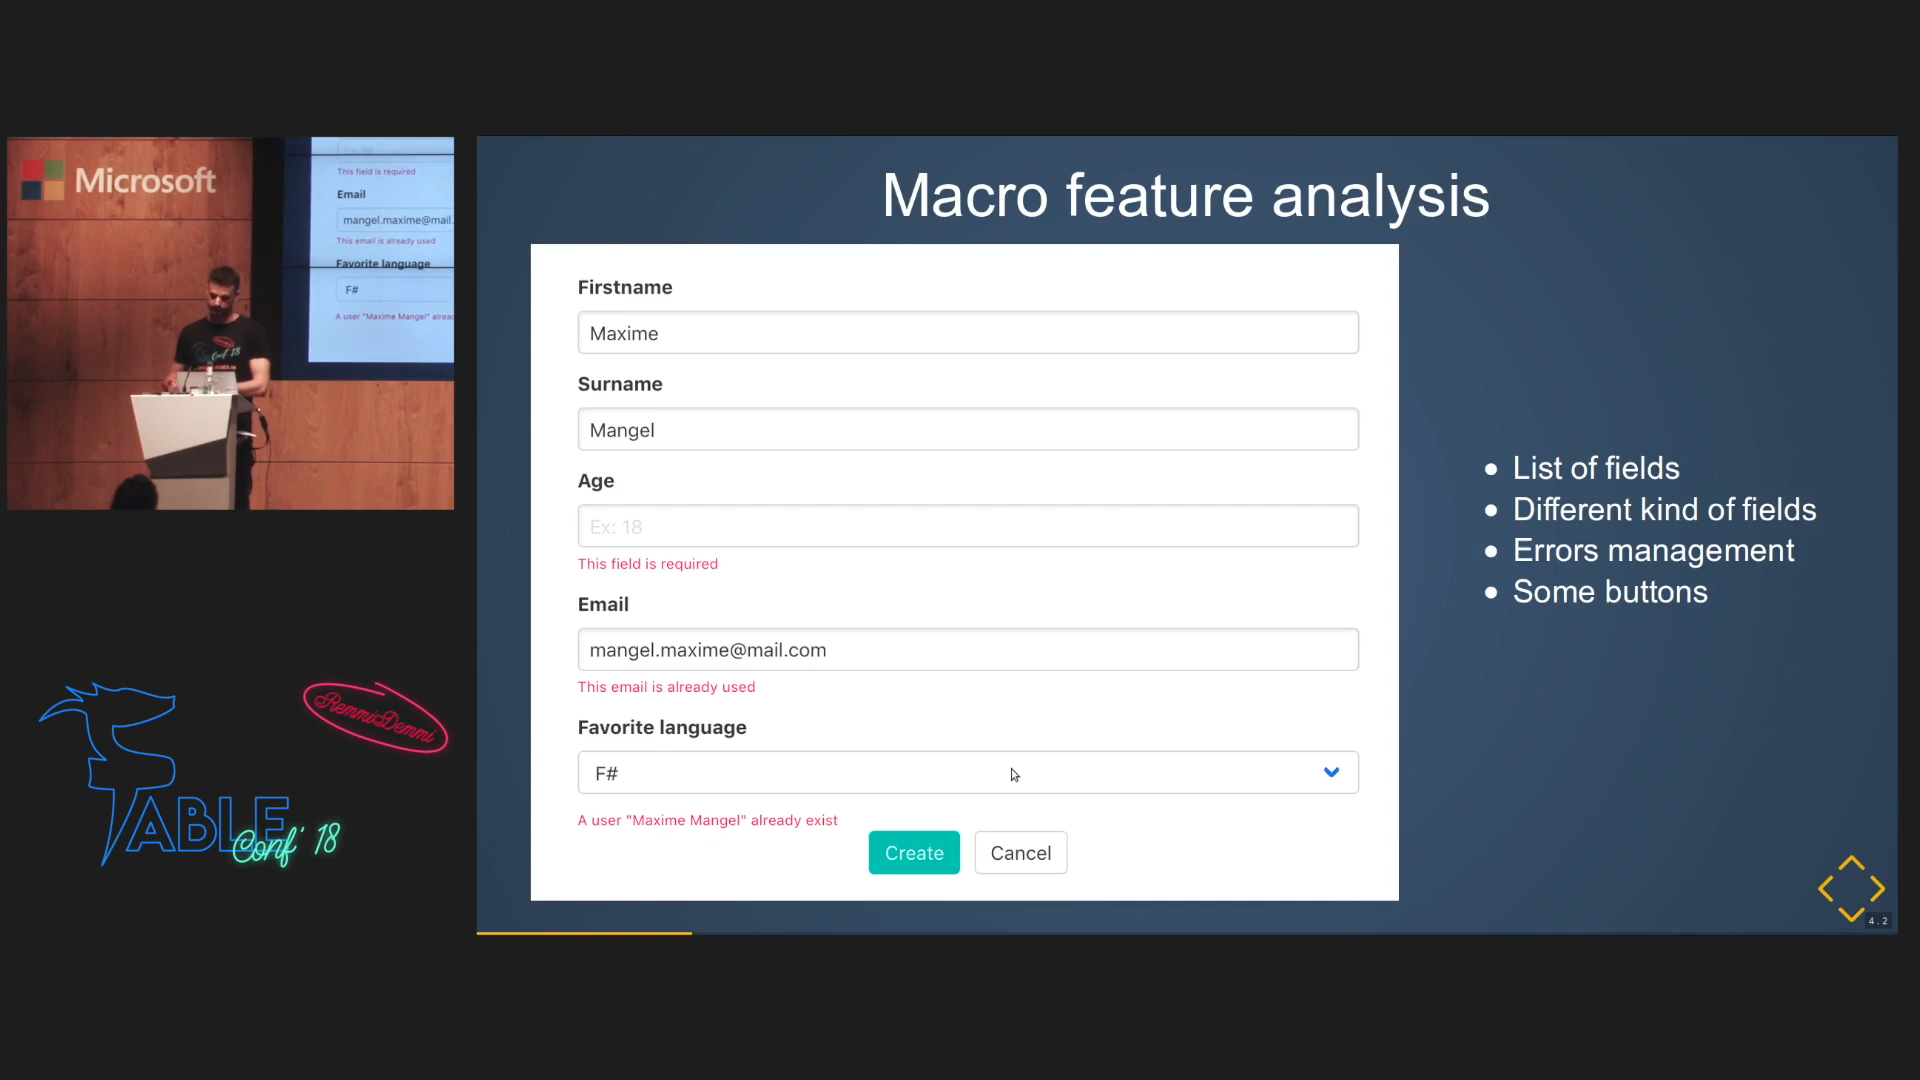 Microsoft
This field is required
Email
mangel.maxime@mail.
This email is already used
Favorite language
F#
A user "Maxime Mangel" alrea
Conf 18
Macro feature analysis
Firstname
Maxime
Surname
Mangel
Age
Ex: 18
This field is required
Email
mangel.maxime@mail.com
This email is already used
Favorite language
F#
A user "Maxime Mangel" already exist
Create
Cancel
List of fields
Different kind of fields
Errors management
Some buttons
4.2
RemmiDemmi
FABLE
Conf' 18